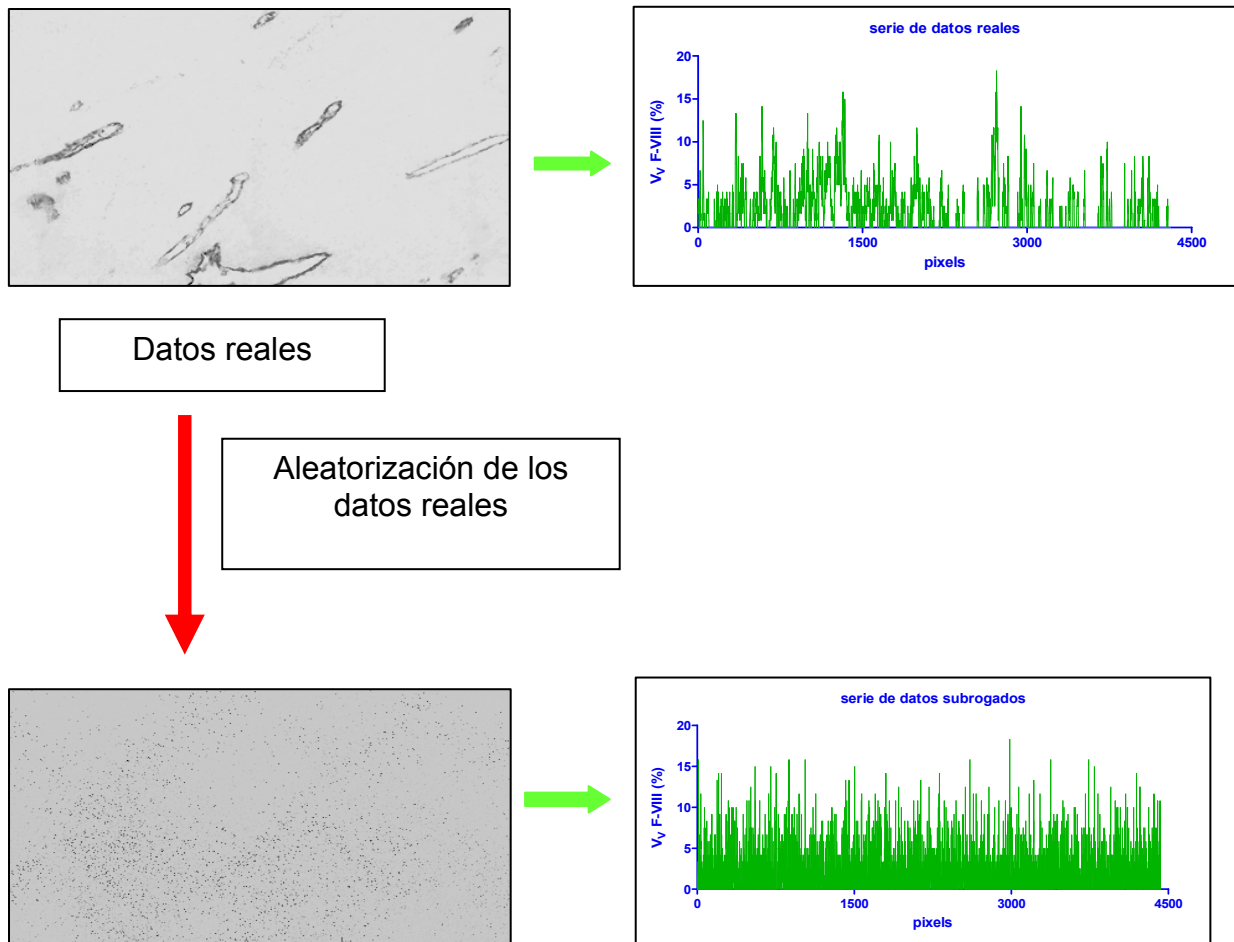 serie de datos reales
20
15
10
5
0
V_V F-VIII (%)
0 1500 3000 4500
pixels
Datos reales
Aleatorización de los
datos reales
serie de datos subrogados
20
15
10
5
0
V_V F-VIII (%)
0 1500 3000 4500
pixels